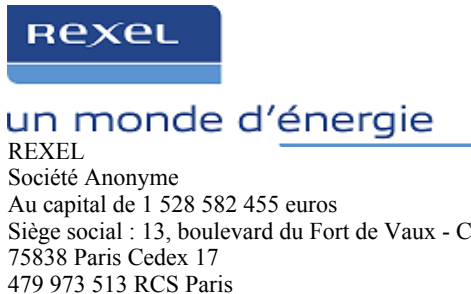 Rexel
un monde d'énergie
REXEL
Société Anonyme
Au capital de 1 528 582 455 euros
Siège social : 13, boulevard du Fort de Vaux - C
75838 Paris Cedex 17
479 973 513 RCS Paris